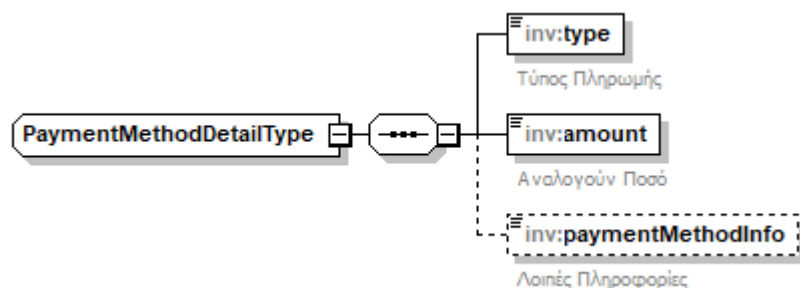 inv:type
Τύπος Πληρωμής
PaymentMethodDetailType
inv:amount
Αναλογούν Ποσό
inv:paymentMethodInfo
Λοιπές Πληροφορίες